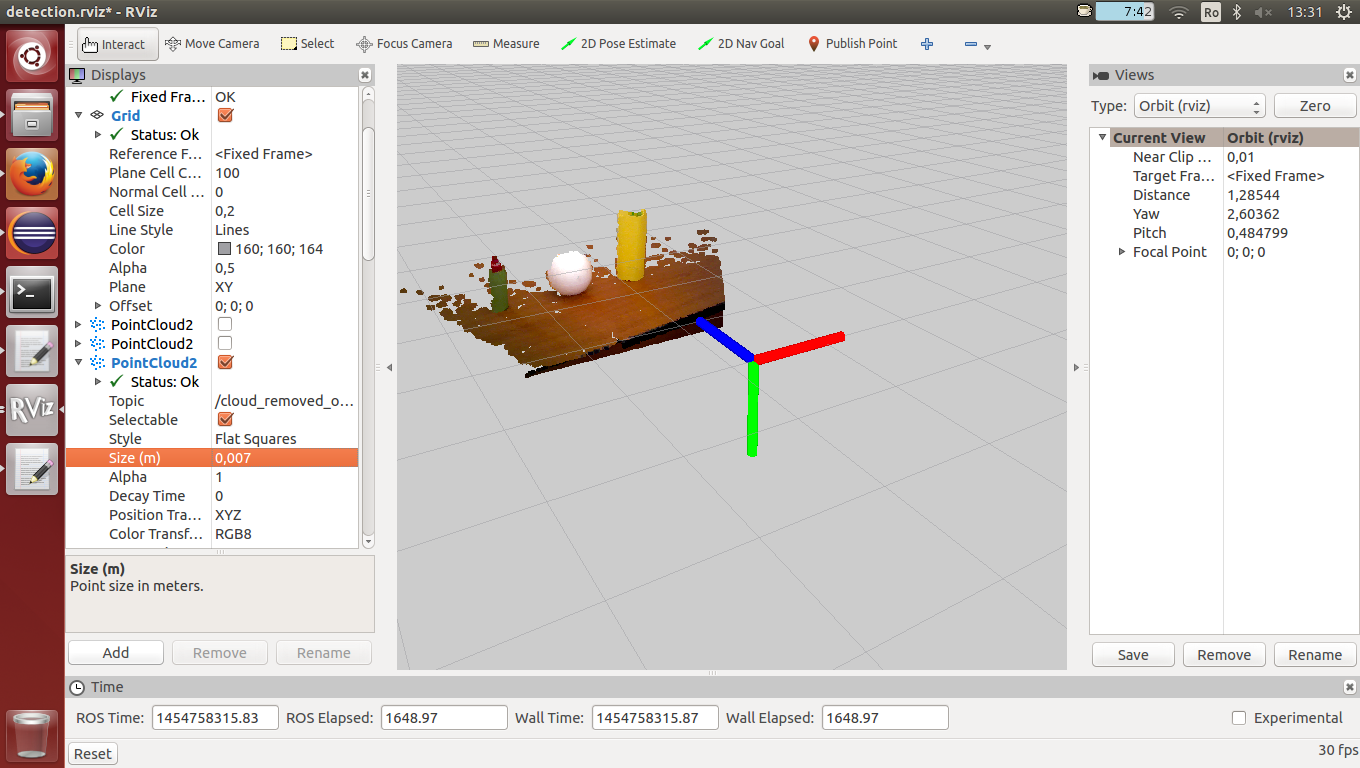 detection.rviz* - RViz
7:42
Ro
13:31
Interact
Move Camera
Select
Focus Camera
Measure
2D Pose Estimate
2D Nav Goal
Publish Point
Displays
Fixed Fra... OK
Grid
Status: Ok
Reference F... <Fixed Frame>
Plane Cell C... 100
Normal Cell ... 0
Cell Size 0,2
Line Style Lines
Color 160; 160; 164
Alpha 0,5
Plane XY
Offset 0; 0; 0
PointCloud2
PointCloud2
PointCloud2
Status: Ok
Topic /cloud_removed_o...
Selectable
Style Flat Squares
Size (m) 0,007
Alpha 1
Decay Time 0
Position Tra... XYZ
Color Transf... RGB8
Size (m)
Point size in meters.
Add Remove Rename
RViz
Views
Type: Orbit (rviz) Zero
Current View Orbit (rviz)
Near Clip ... 0,01
Target Fra... <Fixed Frame>
Distance 1,28544
Yaw 2,60362
Pitch 0,484799
Focal Point 0; 0; 0
Save Remove Rename
Time
ROS Time: 1454758315.83 ROS Elapsed: 1648.97 Wall Time: 1454758315.87 Wall Elapsed: 1648.97 Experimental
Reset
30 fps